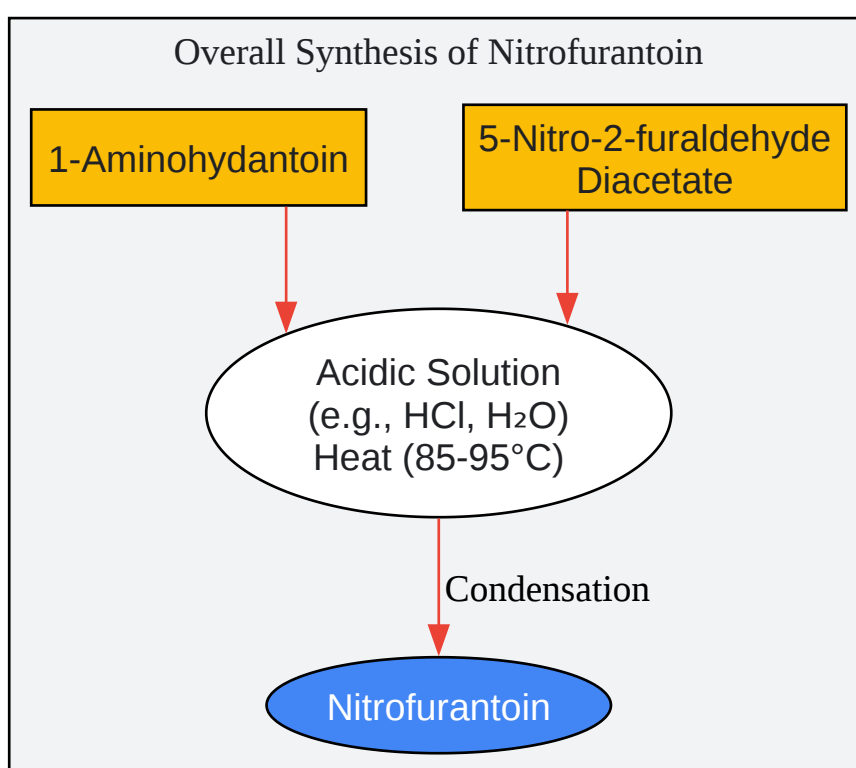 Overall Synthesis of Nitrofurantoin
1-Aminohydantoin
5-Nitro-2-furaldehyde
Diacetate
Acidic Solution
(e.g., HCl, H₂O)
Heat (85-95°C)
Condensation
Nitrofurantoin